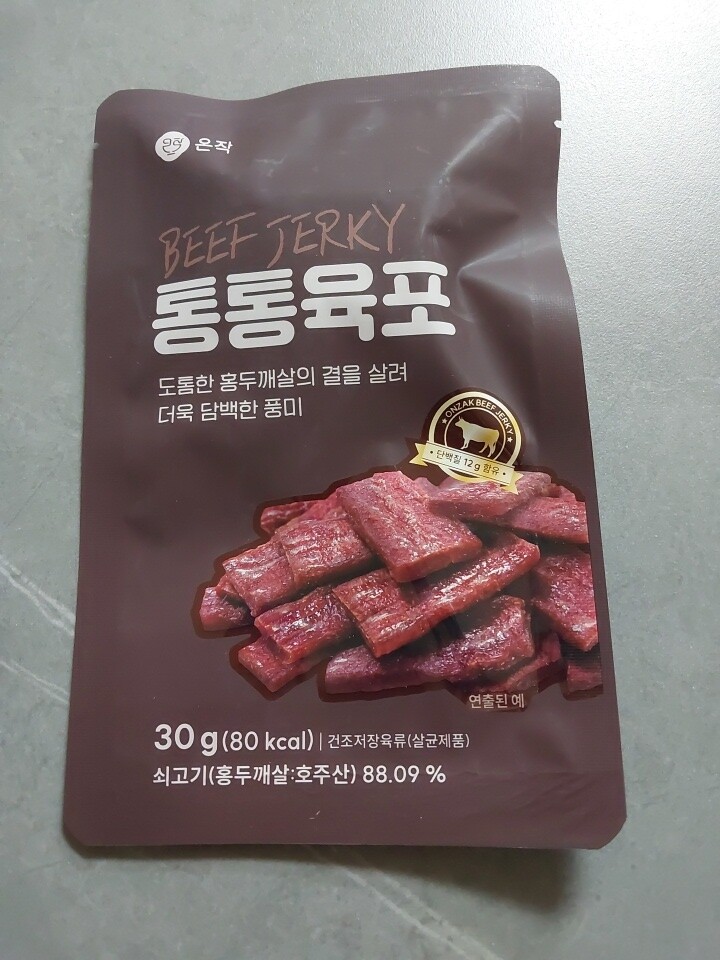 온작 온작
BEEF JERKY
통통육포
도톰한 홍두깨살의 결을 살려
더욱 담백한 풍미
ONZAK BEEF JERKY
단백질 12g 함유
연출된 예
30 g (80 kcal) | 건조저장육류(살균제품)
쇠고기(홍두깨살:호주산) 88.09 %